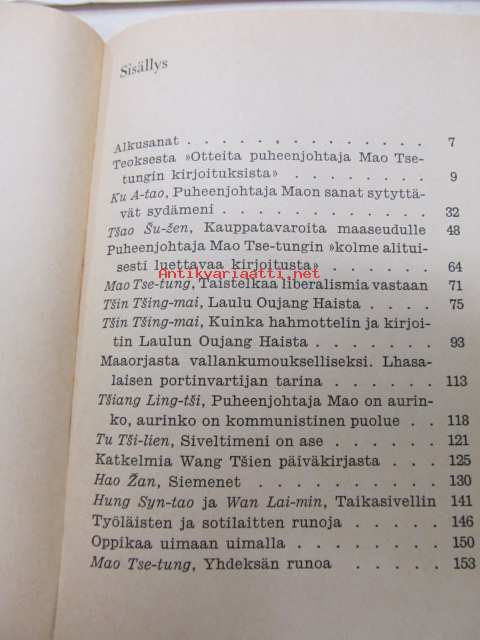 Sisällys
Alkusanat . . . . . . . . . . . . . . 7
Teoksesta »Otteita puheenjohtaja Mao Tse-
tungin kirjoituksista» . . . . . . . 9
Ku A-tao, Puheenjohtaja Maon sanat sytyttä-
vät sydämeni . . . . . . . . . . . 32
Tšao Šu-žen, Kauppatavaroita maaseudulle 48
Puheenjohtaja Mao Tse-tungin »kolme alitui-
sesti luettavaa kirjoitusta» . . . . . . 64
Antikvariaatti.net
Mao Tse-tung, Taistelkaa liberalismia vastaan 71
Tšin Tšing-mai, Laulu Oujang Haista . . . . 75
Tšin Tšing-mai, Kuinka hahmottelin ja kirjoi-
tin Laulun Oujang Haista . . . . . . 93
Maaorjasta vallankumoukselliseksi. Lhasa-
laisen portinvartijan tarina . . . . . 113
Tšiang Ling-tši, Puheenjohtaja Mao on aurin-
ko, aurinko on kommunistinen puolue . . 118
Tu Tši-lien, Siveltimeni on ase . . . . . 121
Katkelmia Wang Tšien päiväkirjasta . . . 125
Hao Žan, Siemenet . . . . . . . . . 130
Hung Syn-tao ja Wan Lai-min, Taikasivellin 141
Työläisten ja sotilaitten runoja . . . . . 146
Oppikaa uimaan uimalla . . . . . . . 150
Mao Tse-tung, Yhdeksän runoa . . . . . 153